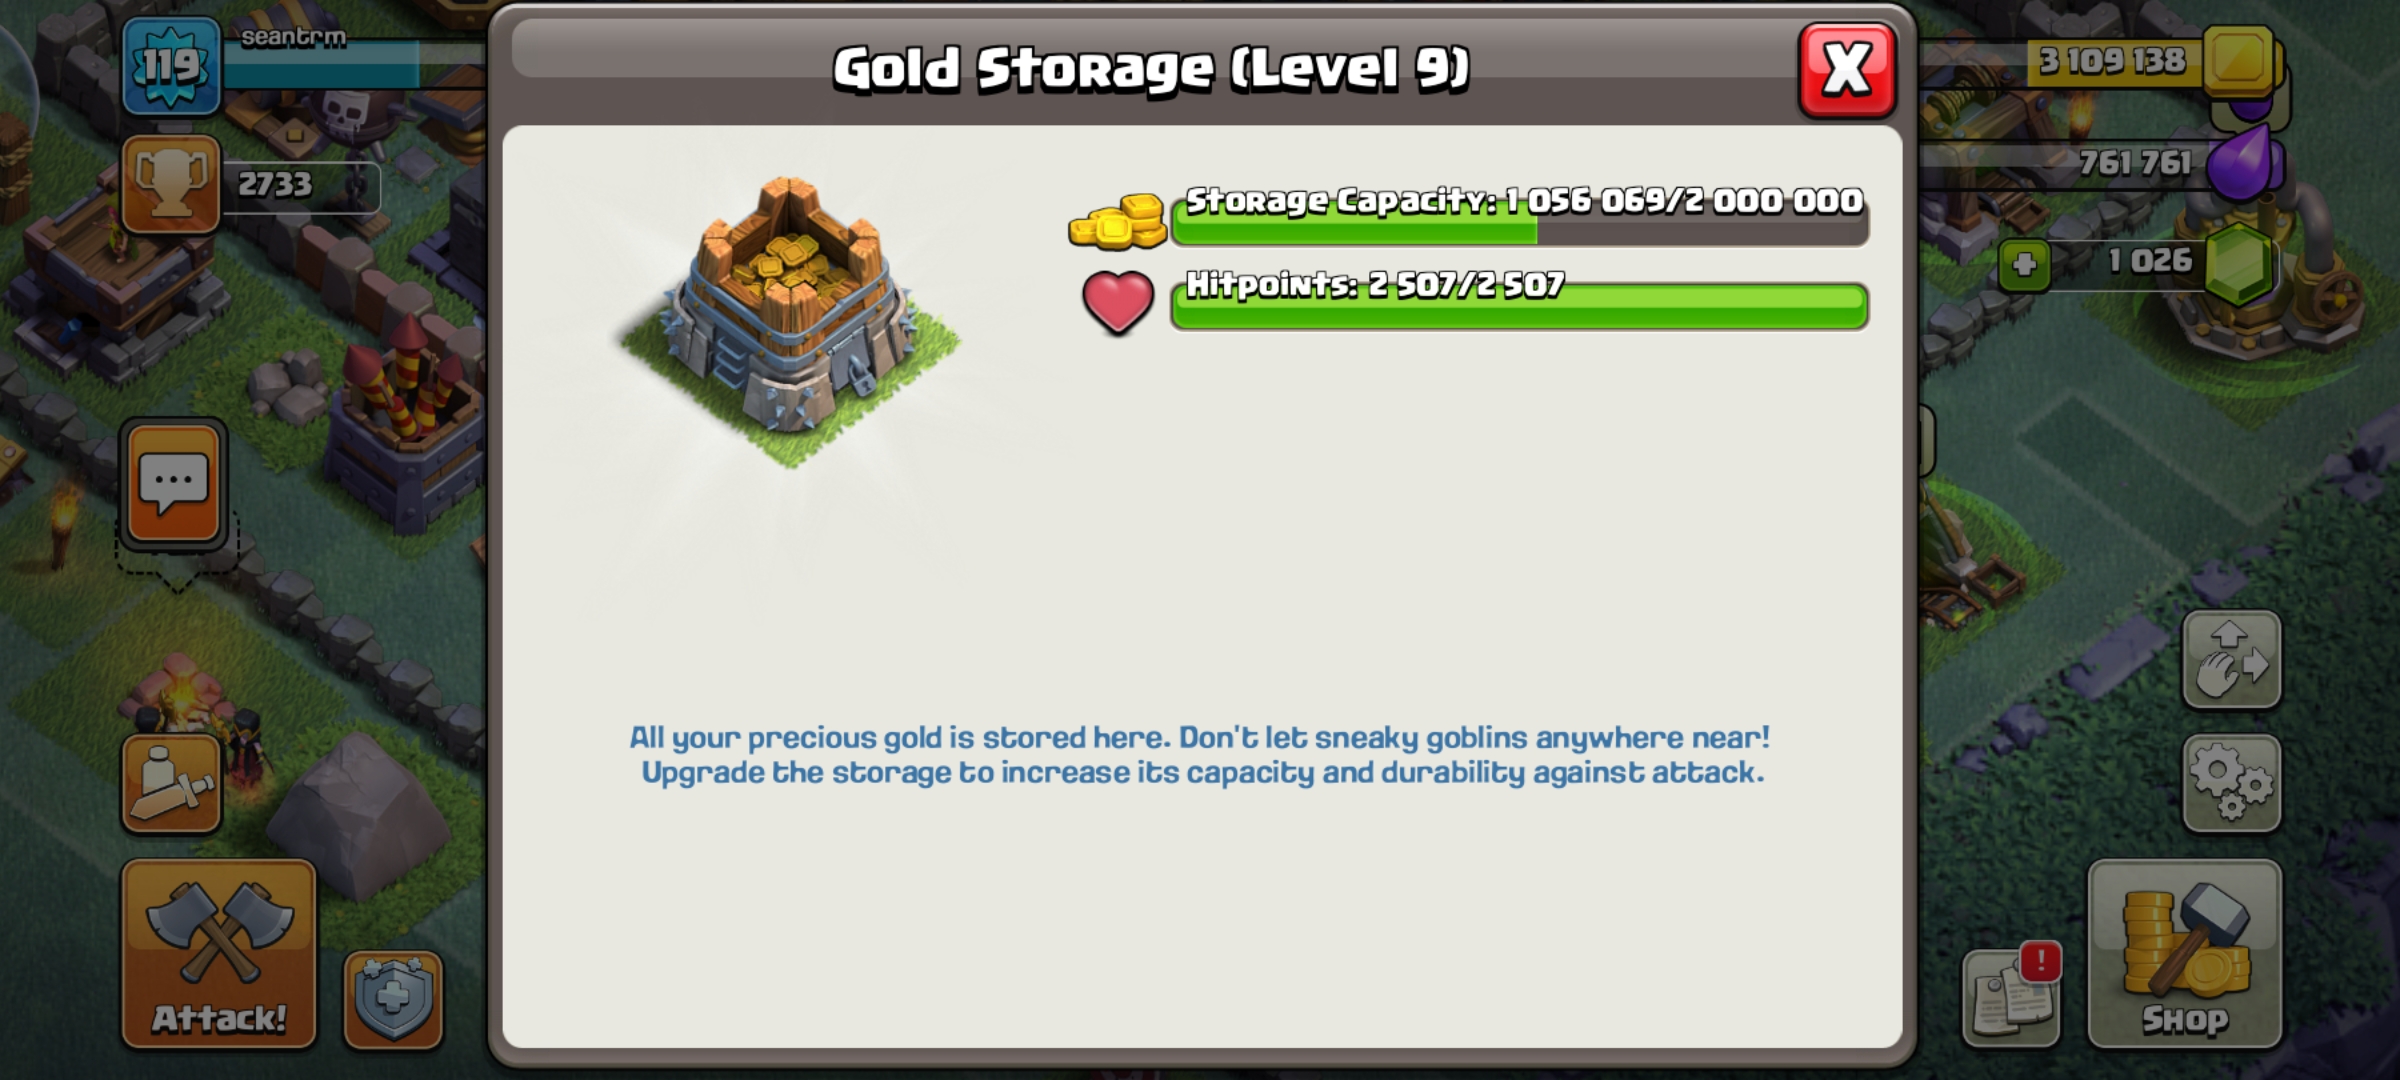 Gold Storage (Level 9)
X
119
seantrm
2733
3 109 138
761 761
1 026
Storage Capacity: 1 056 069/2 000 000
Hitpoints: 2 507/2 507
All your precious gold is stored here. Don't let sneaky goblins anywhere near!
Upgrade the storage to increase its capacity and durability against attack.
Attack!
!
Shop